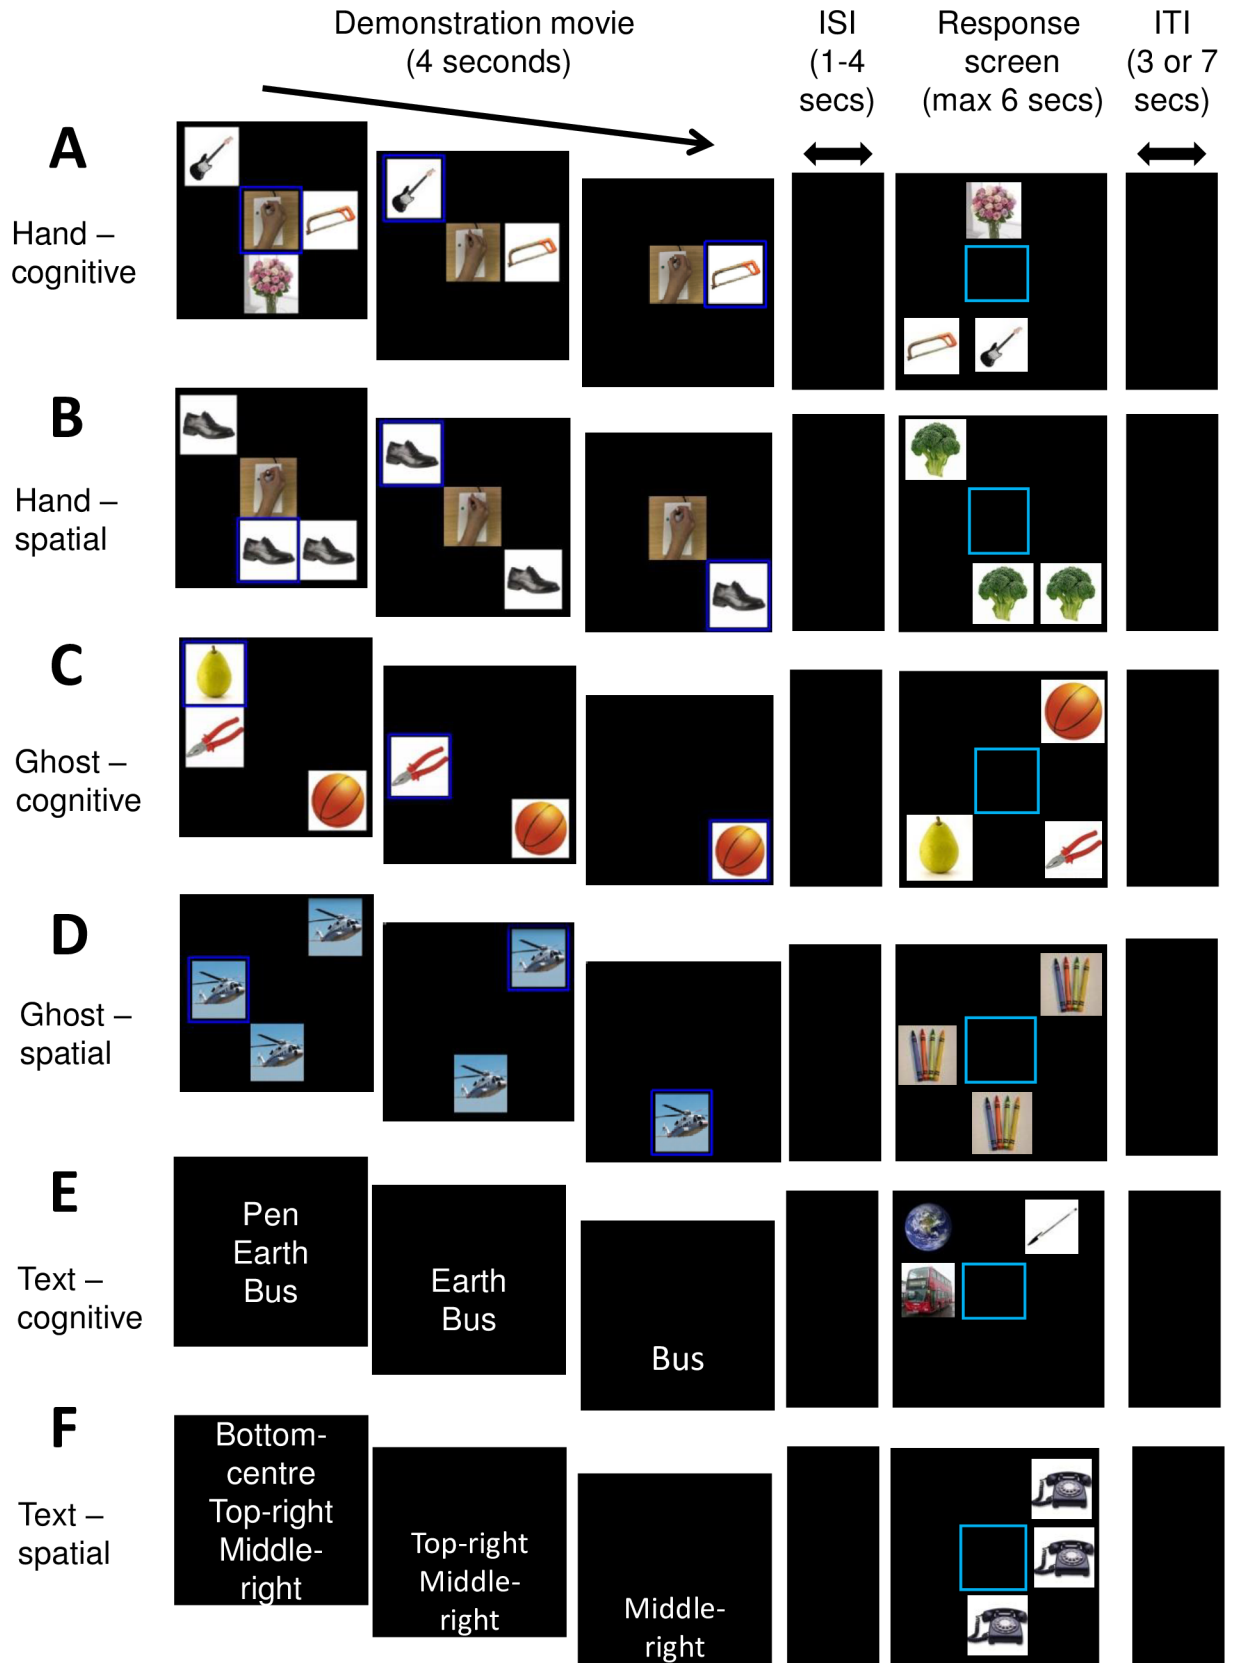 Demonstration movie
(4 seconds)
ISI
(1-4
secs)
Response
screen
(max 6 secs)
ITI
(3 or 7
secs)
A
Hand –
cognitive
B
Hand –
spatial
C
Ghost –
cognitive
D
Ghost –
spatial
E
Text –
cognitive
Pen
Earth
Bus
Earth
Bus
Bus
F
Text –
spatial
Bottom-
centre
Top-right
Middle-
right
Top-right
Middle-
right
Middle-
right